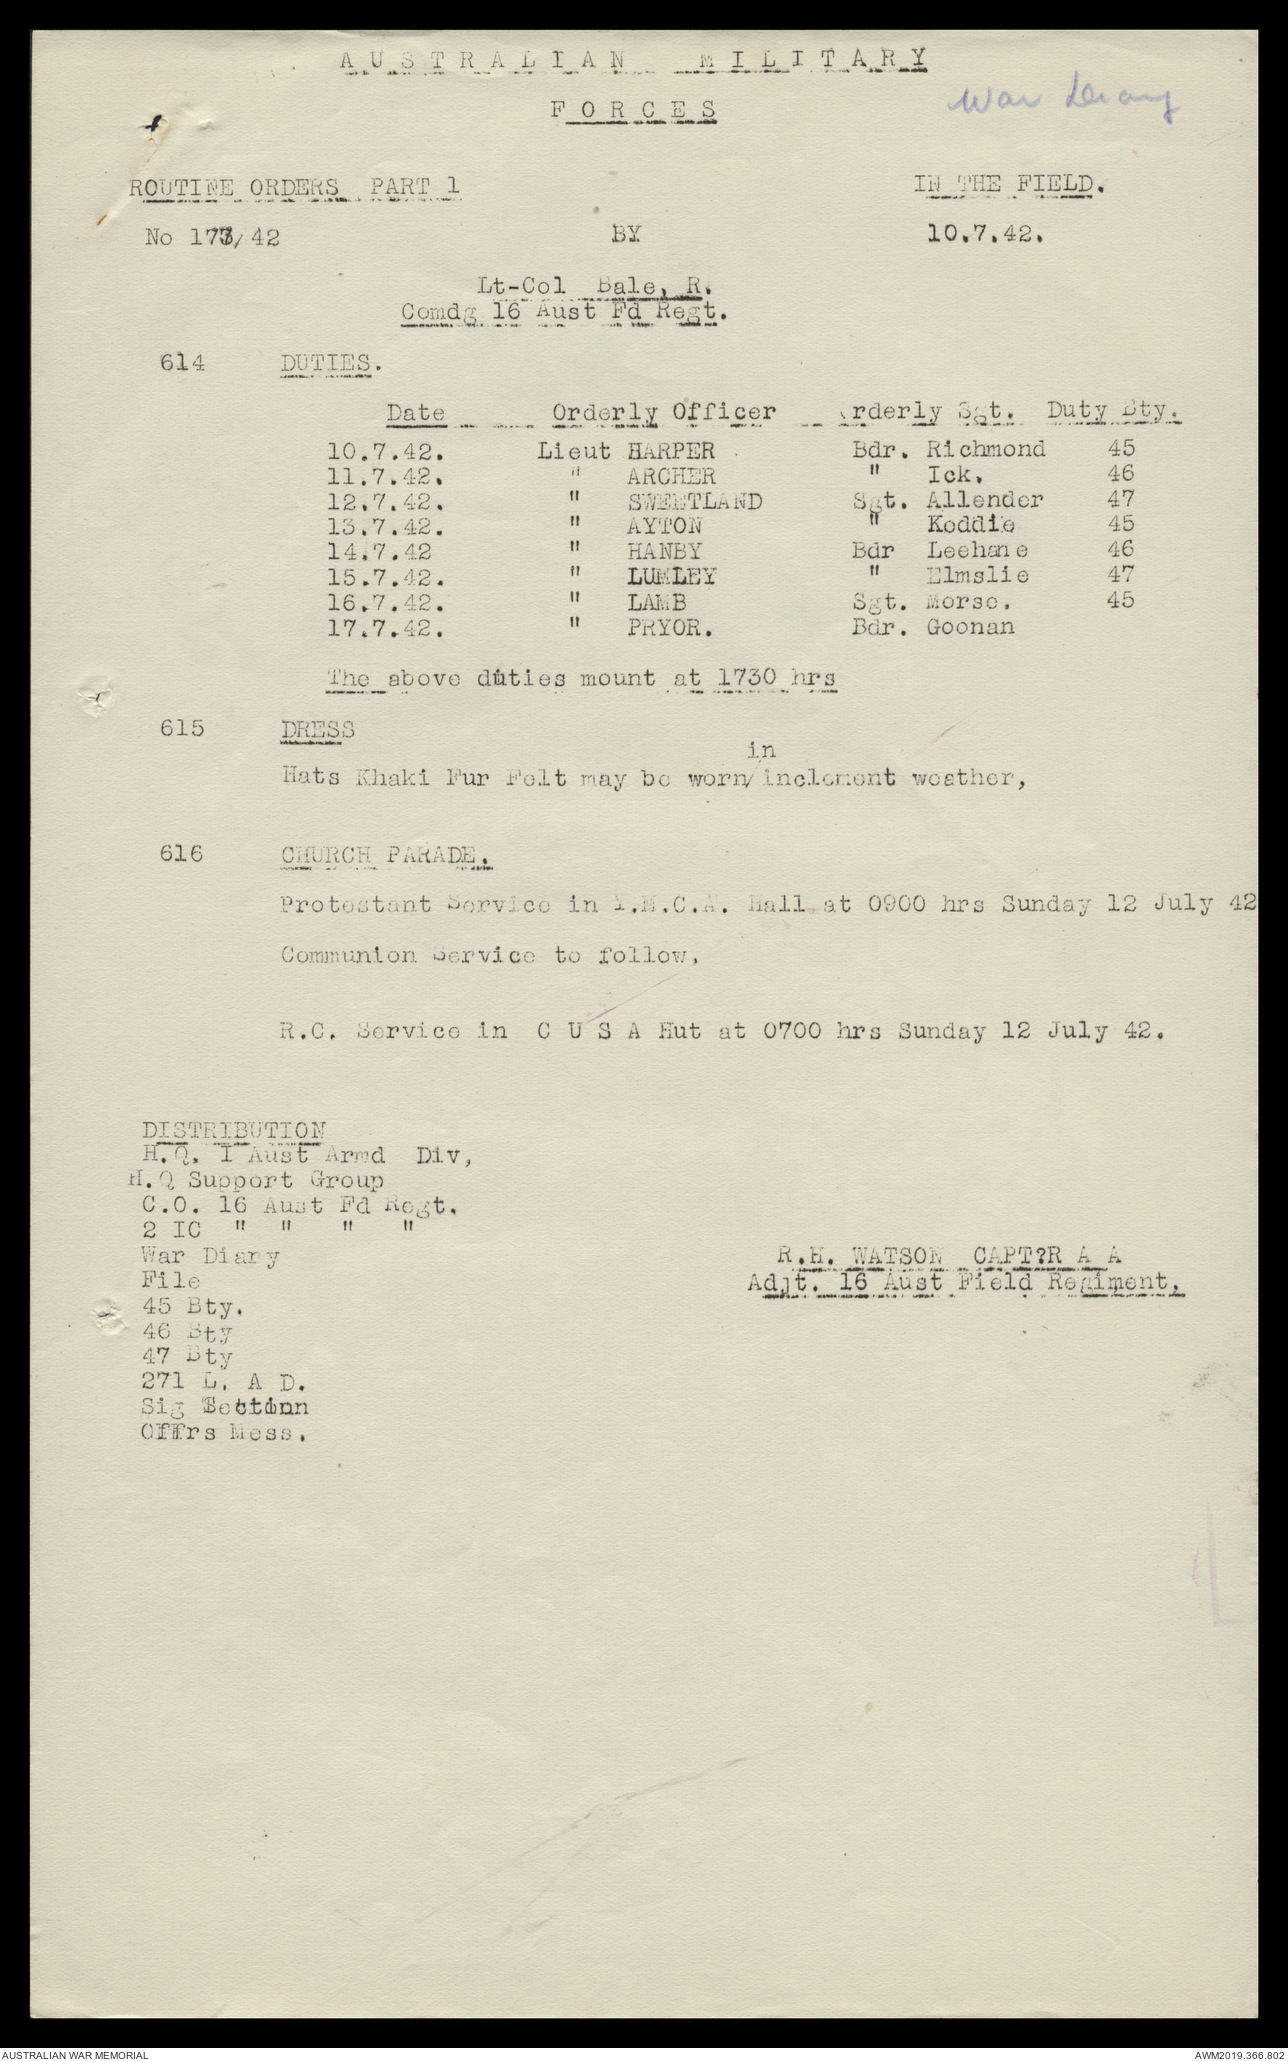 AUSTRALIAN MILITARY
FORCES
War Diary
ROUTINE ORDERS PART 1 IN THE FIELD.
No 173/42 BY 10.7.42.
Lt-Col Bale, R.
Comdg 16 Aust Fd Regt.
614 DUTIES.
Date Orderly Officer Orderly Sgt. Duty Bty.
10.7.42. Lieut HARPER Bdr. Richmond 45
11.7.42. " ARCHER " Ick. 46
12.7.42. " SWEETLAND Sgt. Allender 47
13.7.42. " AYTON " Keddie 45
14.7.42 " HANBY Bdr Leehane 46
15.7.42. " LUMLEY " Elmslie 47
16.7.42. " LAMB Sgt. Morse. 45
17.7.42. " PRYOR. Bdr. Goonan
The above duties mount at 1730 hrs
615 DRESS
in
Hats Khaki Fur Felt may be worn/inclement weather,
616 CHURCH PARADE.
Protestant Service in Y.M.C.A. Hall at 0900 hrs Sunday 12 July 42
Communion Service to follow.
R.C. Service in C U S A Hut at 0700 hrs Sunday 12 July 42.
DISTRIBUTION
H.Q. 1 Aust Armd Div,
H.Q Support Group
C.O. 16 Aust Fd Regt.
2 IC " " " "
War Diary
File
45 Bty.
46 Bty
47 Bty
271 L. A D.
Sig Section
Offrs Mess.
R.H. WATSON CAPT?R A A
Adjt. 16 Aust Field Regiment.
AUSTRALIAN WAR MEMORIAL AWM2019.366.802